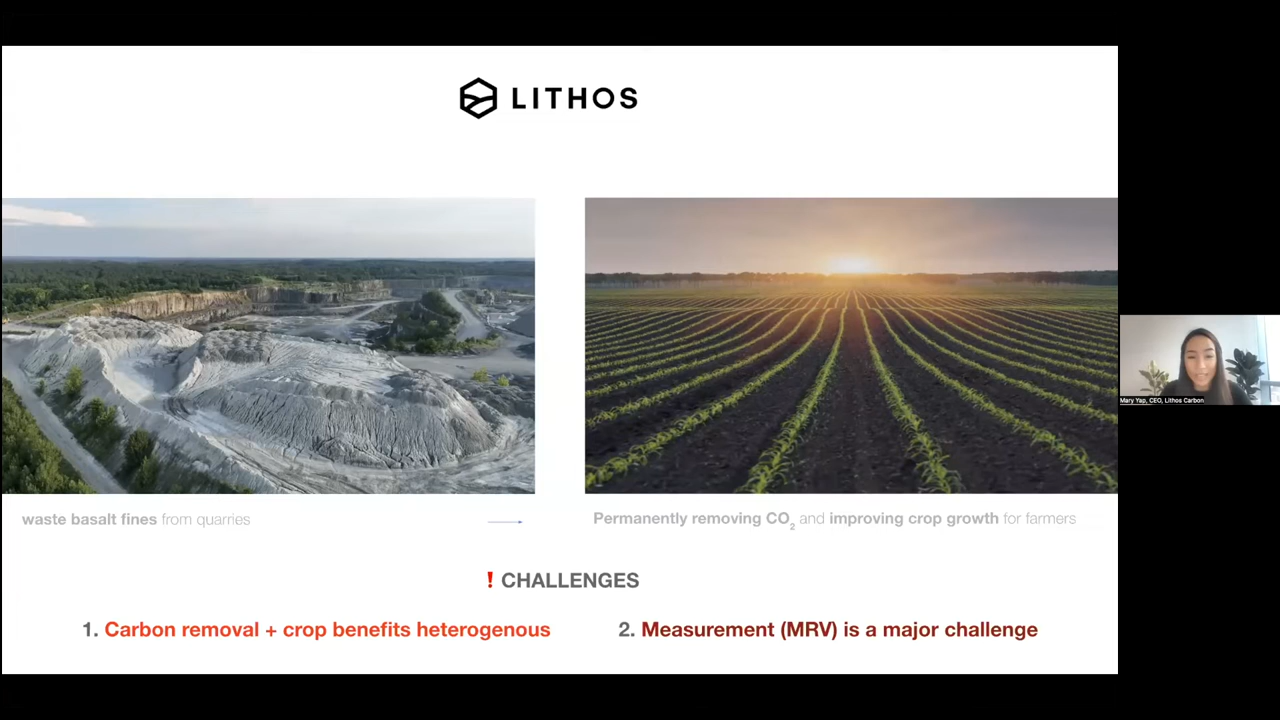 LITHOS
waste basalt fines from quarries
Permanently removing CO2 and improving crop growth for farmers
! CHALLENGES
1. Carbon removal + crop benefits heterogenous
2. Measurement (MRV) is a major challenge
Mary Yap, CEO, Lithos Carbon